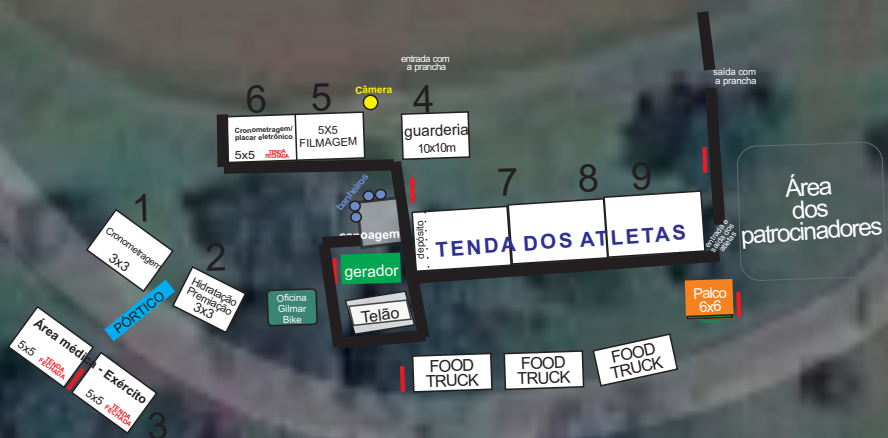 entrada com
a prancha
saída com
a prancha
Câmera
6
5
4
Cronometragem/
placar eletrônico
5x5
TENDA
FECHADA
5X5
FILMAGEM
guarderia
10x10m
banheiros
7
8
9
depósito
TENDA DOS ATLETAS
entrada e
saída dos
atletas
Área
dos
patrocinadores
1
Cronometragem
3x3
2
Hidratação
Premiação
3x3
PÓRTICO
Oficina
Gilmar
Bike
gerador
Telão
Palco
6x6
Área médica - Exército
5x5
TENDA
FECHADA
5x5
TENDA
FECHADA
3
FOOD
TRUCK
FOOD
TRUCK
FOOD
TRUCK